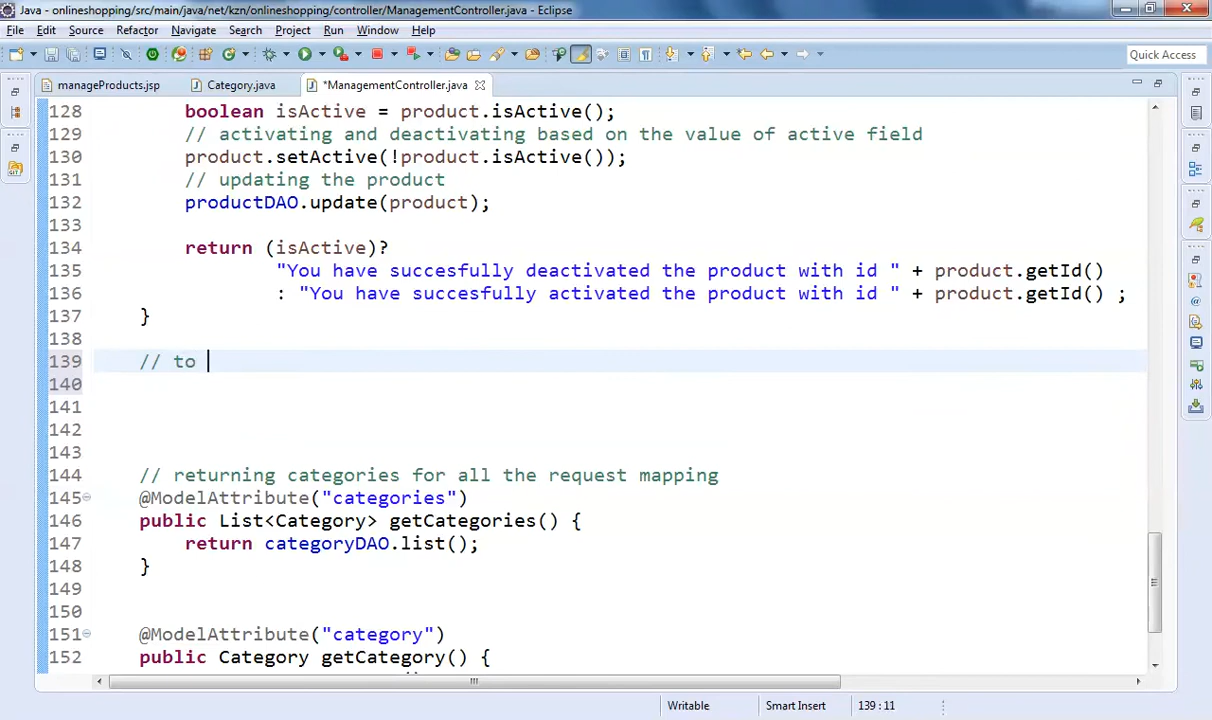 Java - onlineshopping/src/main/java/net/kzn/onlineshopping/controller/ManagementController.java - Eclipse
File Edit Source Refactor Navigate Search Project Run Window Help
Quick Access
manageProducts.jsp Category.java *ManagementController.java
128 boolean isActive = product.isActive();
129 // activating and deactivating based on the value of active field
130 product.setActive(!product.isActive());
131 // updating the product
132 productDAO.update(product);
133
134 return (isActive)?
135 "You have succesfully deactivated the product with id " + product.getId()
136 : "You have succesfully activated the product with id " + product.getId() ;
137 }
138
139 // to
140
141
142
143
144 // returning categories for all the request mapping
145 @ModelAttribute("categories")
146 public List<Category> getCategories() {
147 return categoryDAO.list();
148 }
149
150
151 @ModelAttribute("category")
152 public Category getCategory() {
Writable Smart Insert 139 : 11